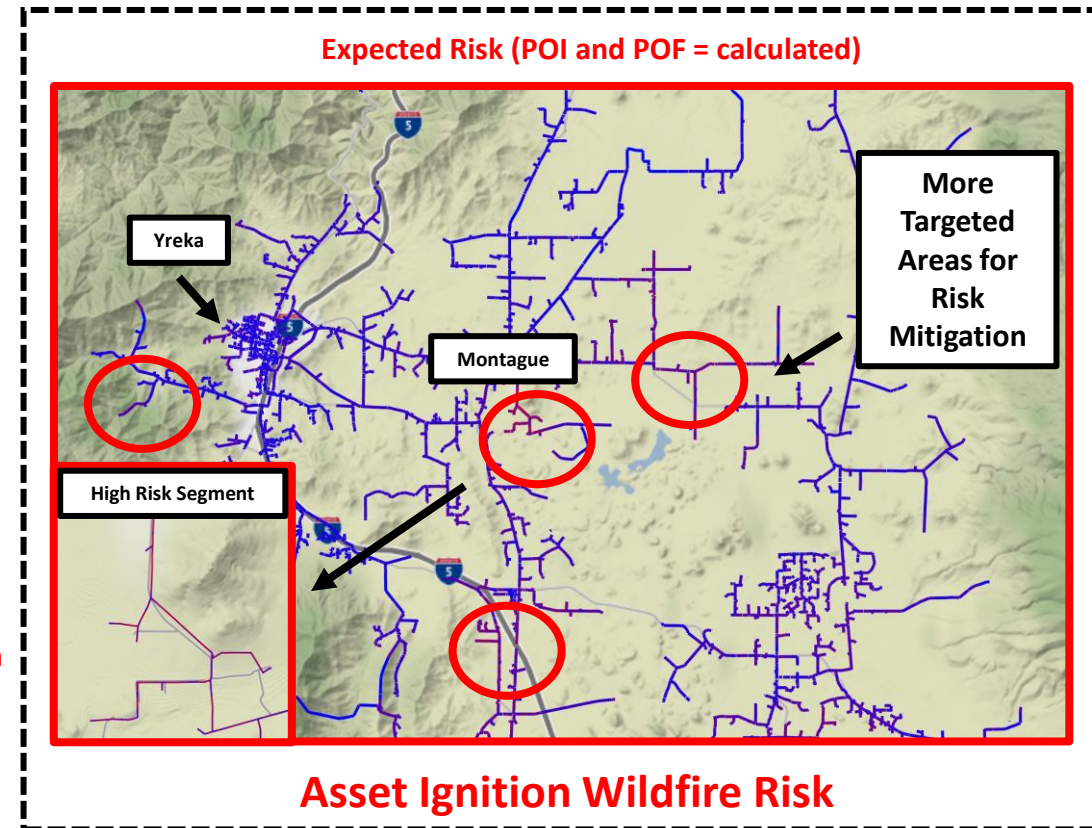 Expected Risk (POI and POF = calculated)
5
More
Targeted
Areas for
Risk
Mitigation
Yreka
5
Montague
High Risk Segment
5
Asset Ignition Wildfire Risk